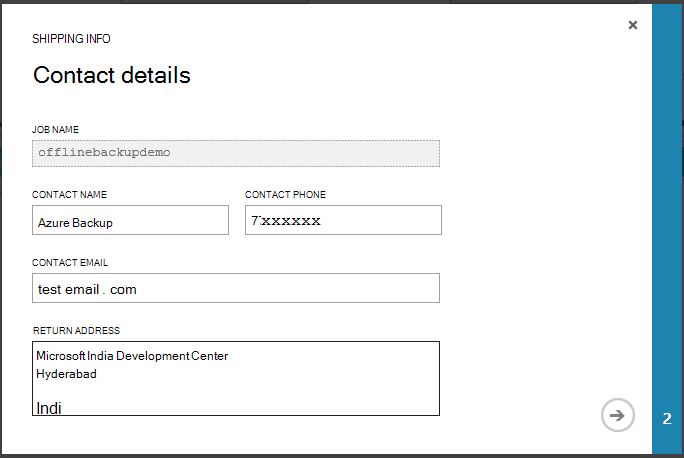 SHIPPING INFO
Contact details
JOB NAME
offlinebackupdemo
CONTACT NAME
CONTACT PHONE
Azure Backup
7:xxxxxx
CONTACT EMAIL
test email . com
RETURN ADDRESS
Microsoft India Development Center
Hyderabad
Indi
2